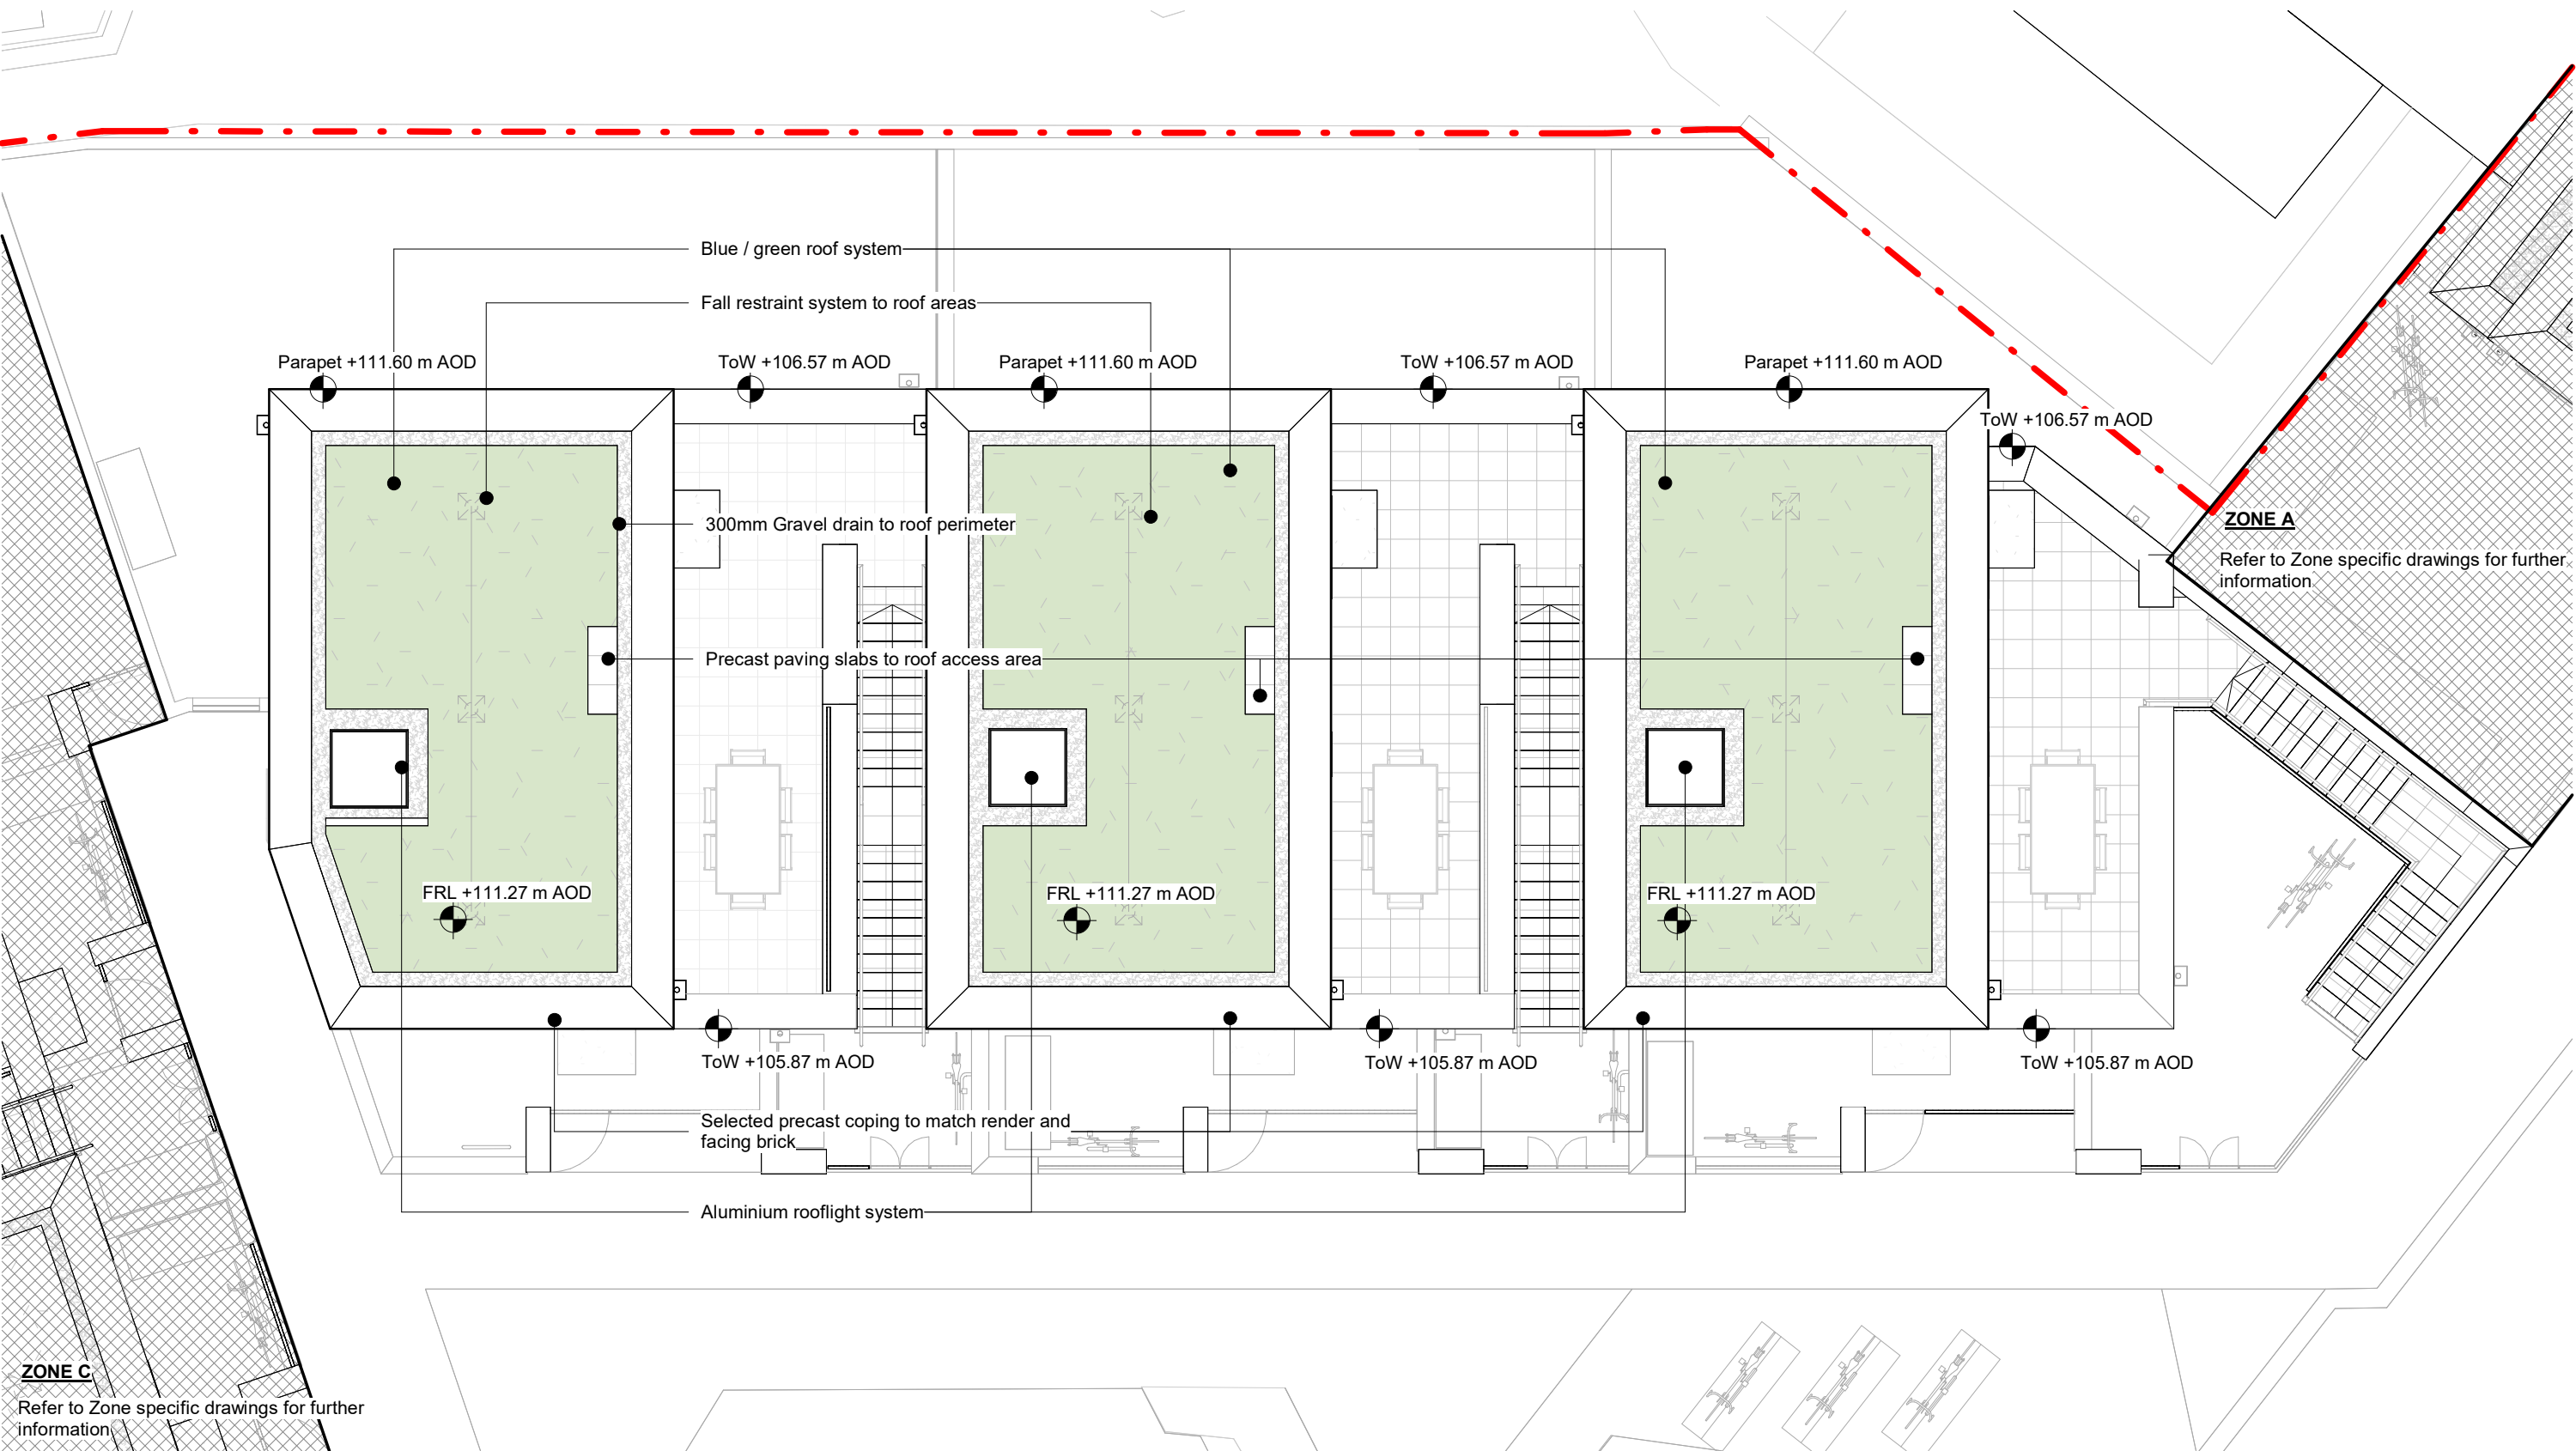 Blue / green roof system
Fall restraint system to roof areas
Parapet +111.60 m AOD
ToW +106.57 m AOD
Parapet +111.60 m AOD
ToW +106.57 m AOD
Parapet +111.60 m AOD
ToW +106.57 m AOD
300mm Gravel drain to roof perimeter
ZONE A
Refer to Zone specific drawings for further
information
Precast paving slabs to roof access area
FRL +111.27 m AOD
FRL +111.27 m AOD
FRL +111.27 m AOD
ToW +105.87 m AOD
ToW +105.87 m AOD
ToW +105.87 m AOD
Selected precast coping to match render and
facing brick
Aluminium rooflight system
ZONE C
Refer to Zone specific drawings for further
information